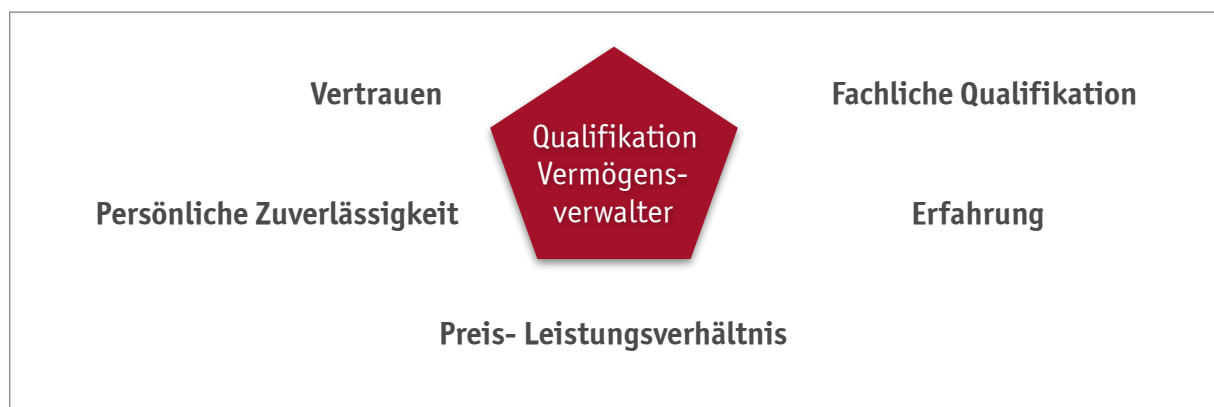 Vertrauen
Fachliche Qualifikation
Qualifikation
Vermögens-
verwalter
Persönliche Zuverlässigkeit
Erfahrung
Preis- Leistungsverhältnis